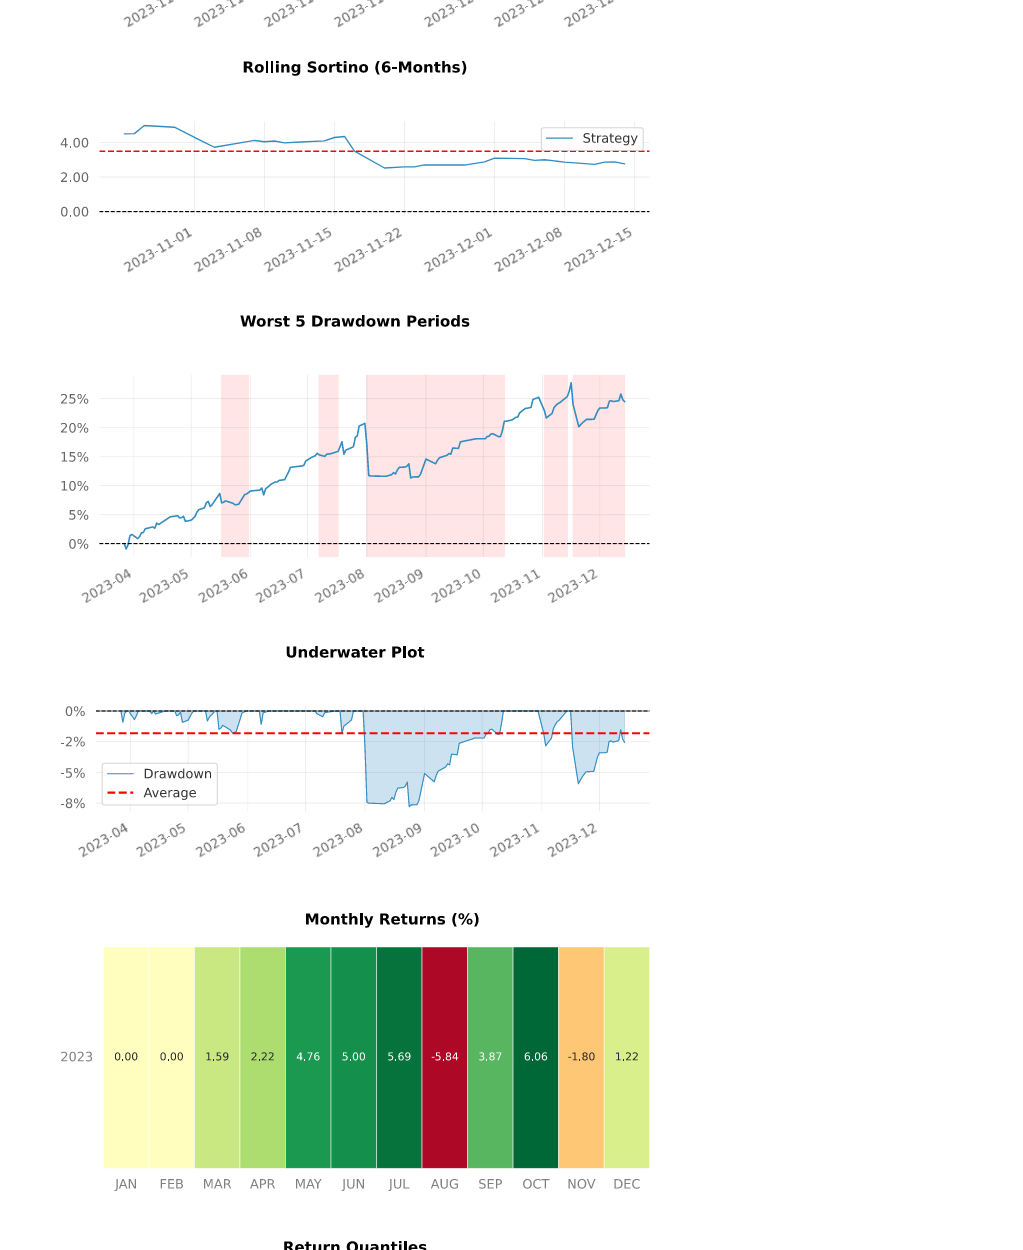 Rolling Sortino (6-Months)
Strategy
4.00
2.00
0.00
2023-11-01 2023-11-08 2023-11-15 2023-11-22 2023-12-01 2023-12-08 2023-12-15
Worst 5 Drawdown Periods
25%
20%
15%
10%
5%
0%
2023-04 2023-05 2023-06 2023-07 2023-08 2023-09 2023-10 2023-11 2023-12
Underwater Plot
0%
-2%
-5%
-8%
Drawdown
Average
2023-04 2023-05 2023-06 2023-07 2023-08 2023-09 2023-10 2023-11 2023-12
Monthly Returns (%)
2023 0.00 0.00 1.59 2.22 4.76 5.00 5.69 -5.84 3.87 6.06 -1.80 1.22
JAN FEB MAR APR MAY JUN JUL AUG SEP OCT NOV DEC
Return Quantiles